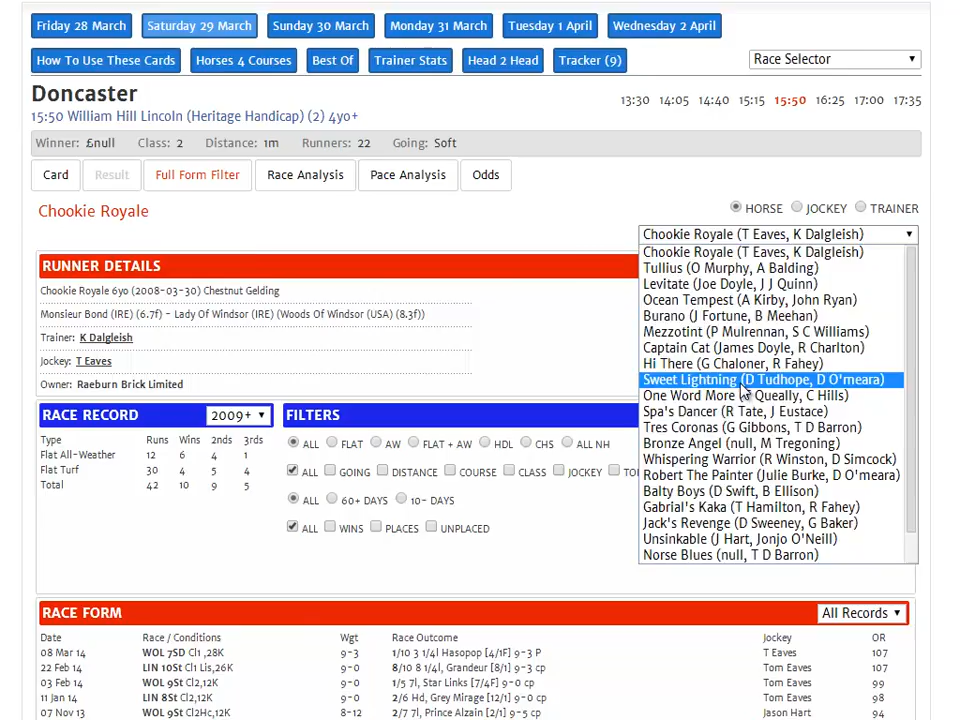 Friday 28 March Saturday 29 March Sunday 30 March Monday 31 March Tuesday 1 April Wednesday 2 April
How To Use These Cards Horses 4 Courses Best Of Trainer Stats Head 2 Head Tracker (9) Race Selector
Doncaster
13:30 14:05 14:40 15:15 15:50 16:25 17:00 17:35
15:50 William Hill Lincoln (Heritage Handicap) (2) 4yo+
Winner: £null Class: 2 Distance: 1m Runners: 22 Going: Soft
Card Result Full Form Filter Race Analysis Pace Analysis Odds
Chookie Royale
HORSE JOCKEY TRAINER
Chookie Royale (T Eaves, K Dalgleish)
Chookie Royale (T Eaves, K Dalgleish)
Tullius (O Murphy, A Balding)
Levitate (Joe Doyle, J J Quinn)
Ocean Tempest (A Kirby, John Ryan)
Burano (J Fortune, B Meehan)
Mezzotint (P Mulrennan, S C Williams)
Captain Cat (James Doyle, R Charlton)
Hi There (G Chaloner, R Fahey)
Sweet Lightning (D Tudhope, D O'meara)
One Word More Queally, C Hills)
Spa's Dancer (R Tate, J Eustace)
Tres Coronas (G Gibbons, T D Barron)
Bronze Angel (null, M Tregoning)
Whispering Warrior (R Winston, D Simcock)
Robert The Painter (Julie Burke, D O'meara)
Balty Boys (D Swift, B Ellison)
Gabrial's Kaka (T Hamilton, R Fahey)
Jack's Revenge (D Sweeney, G Baker)
Unsinkable (J Hart, Jonjo O'Neill)
Norse Blues (null, T D Barron)
RUNNER DETAILS
Chookie Royale 6yo (2008-03-30) Chestnut Gelding
Monsieur Bond (IRE) (6.7f) - Lady Of Windsor (IRE) (Woods Of Windsor (USA) (8.3f))
Trainer: K Dalgleish
Jockey: T Eaves
Owner: Raeburn Brick Limited
RACE RECORD 2009+
Type Runs Wins 2nds 3rds
Flat All-Weather 12 6 4 1
Flat Turf 30 4 5 4
Total 42 10 9 5
FILTERS
ALL FLAT AW FLAT + AW HDL CHS ALL NH
ALL GOING DISTANCE COURSE CLASS JOCKEY
ALL 60+ DAYS 10- DAYS
ALL WINS PLACES UNPLACED
RACE FORM All Records
Date Race / Conditions Wgt Race Outcome Jockey OR
08 Mar 14 WOL 7SD Cl1 ,28K 9-3 1/10 3 1/4l Hasopop [4/1F] 9-3 P T Eaves 107
22 Feb 14 LIN 10St Cl1 Lis,26K 9-0 8/10 8 1/4l, Grandeur [8/1] 9-3 cp Tom Eaves 107
03 Feb 14 WOL 9St Cl2,12K 9-0 1/5 7l, Star Links [7/4F] 9-0 cp Tom Eaves 99
11 Jan 14 LIN 8St Cl2,12K 9-0 2/6 Hd, Grey Mirage [12/1] 9-0 cp Tom Eaves 98
07 Nov 13 WOL 9St Cl2Hc,12K 8-12 2/7 7l, Prince Alzain [7/1] 9-5 cp Jason Hart 94